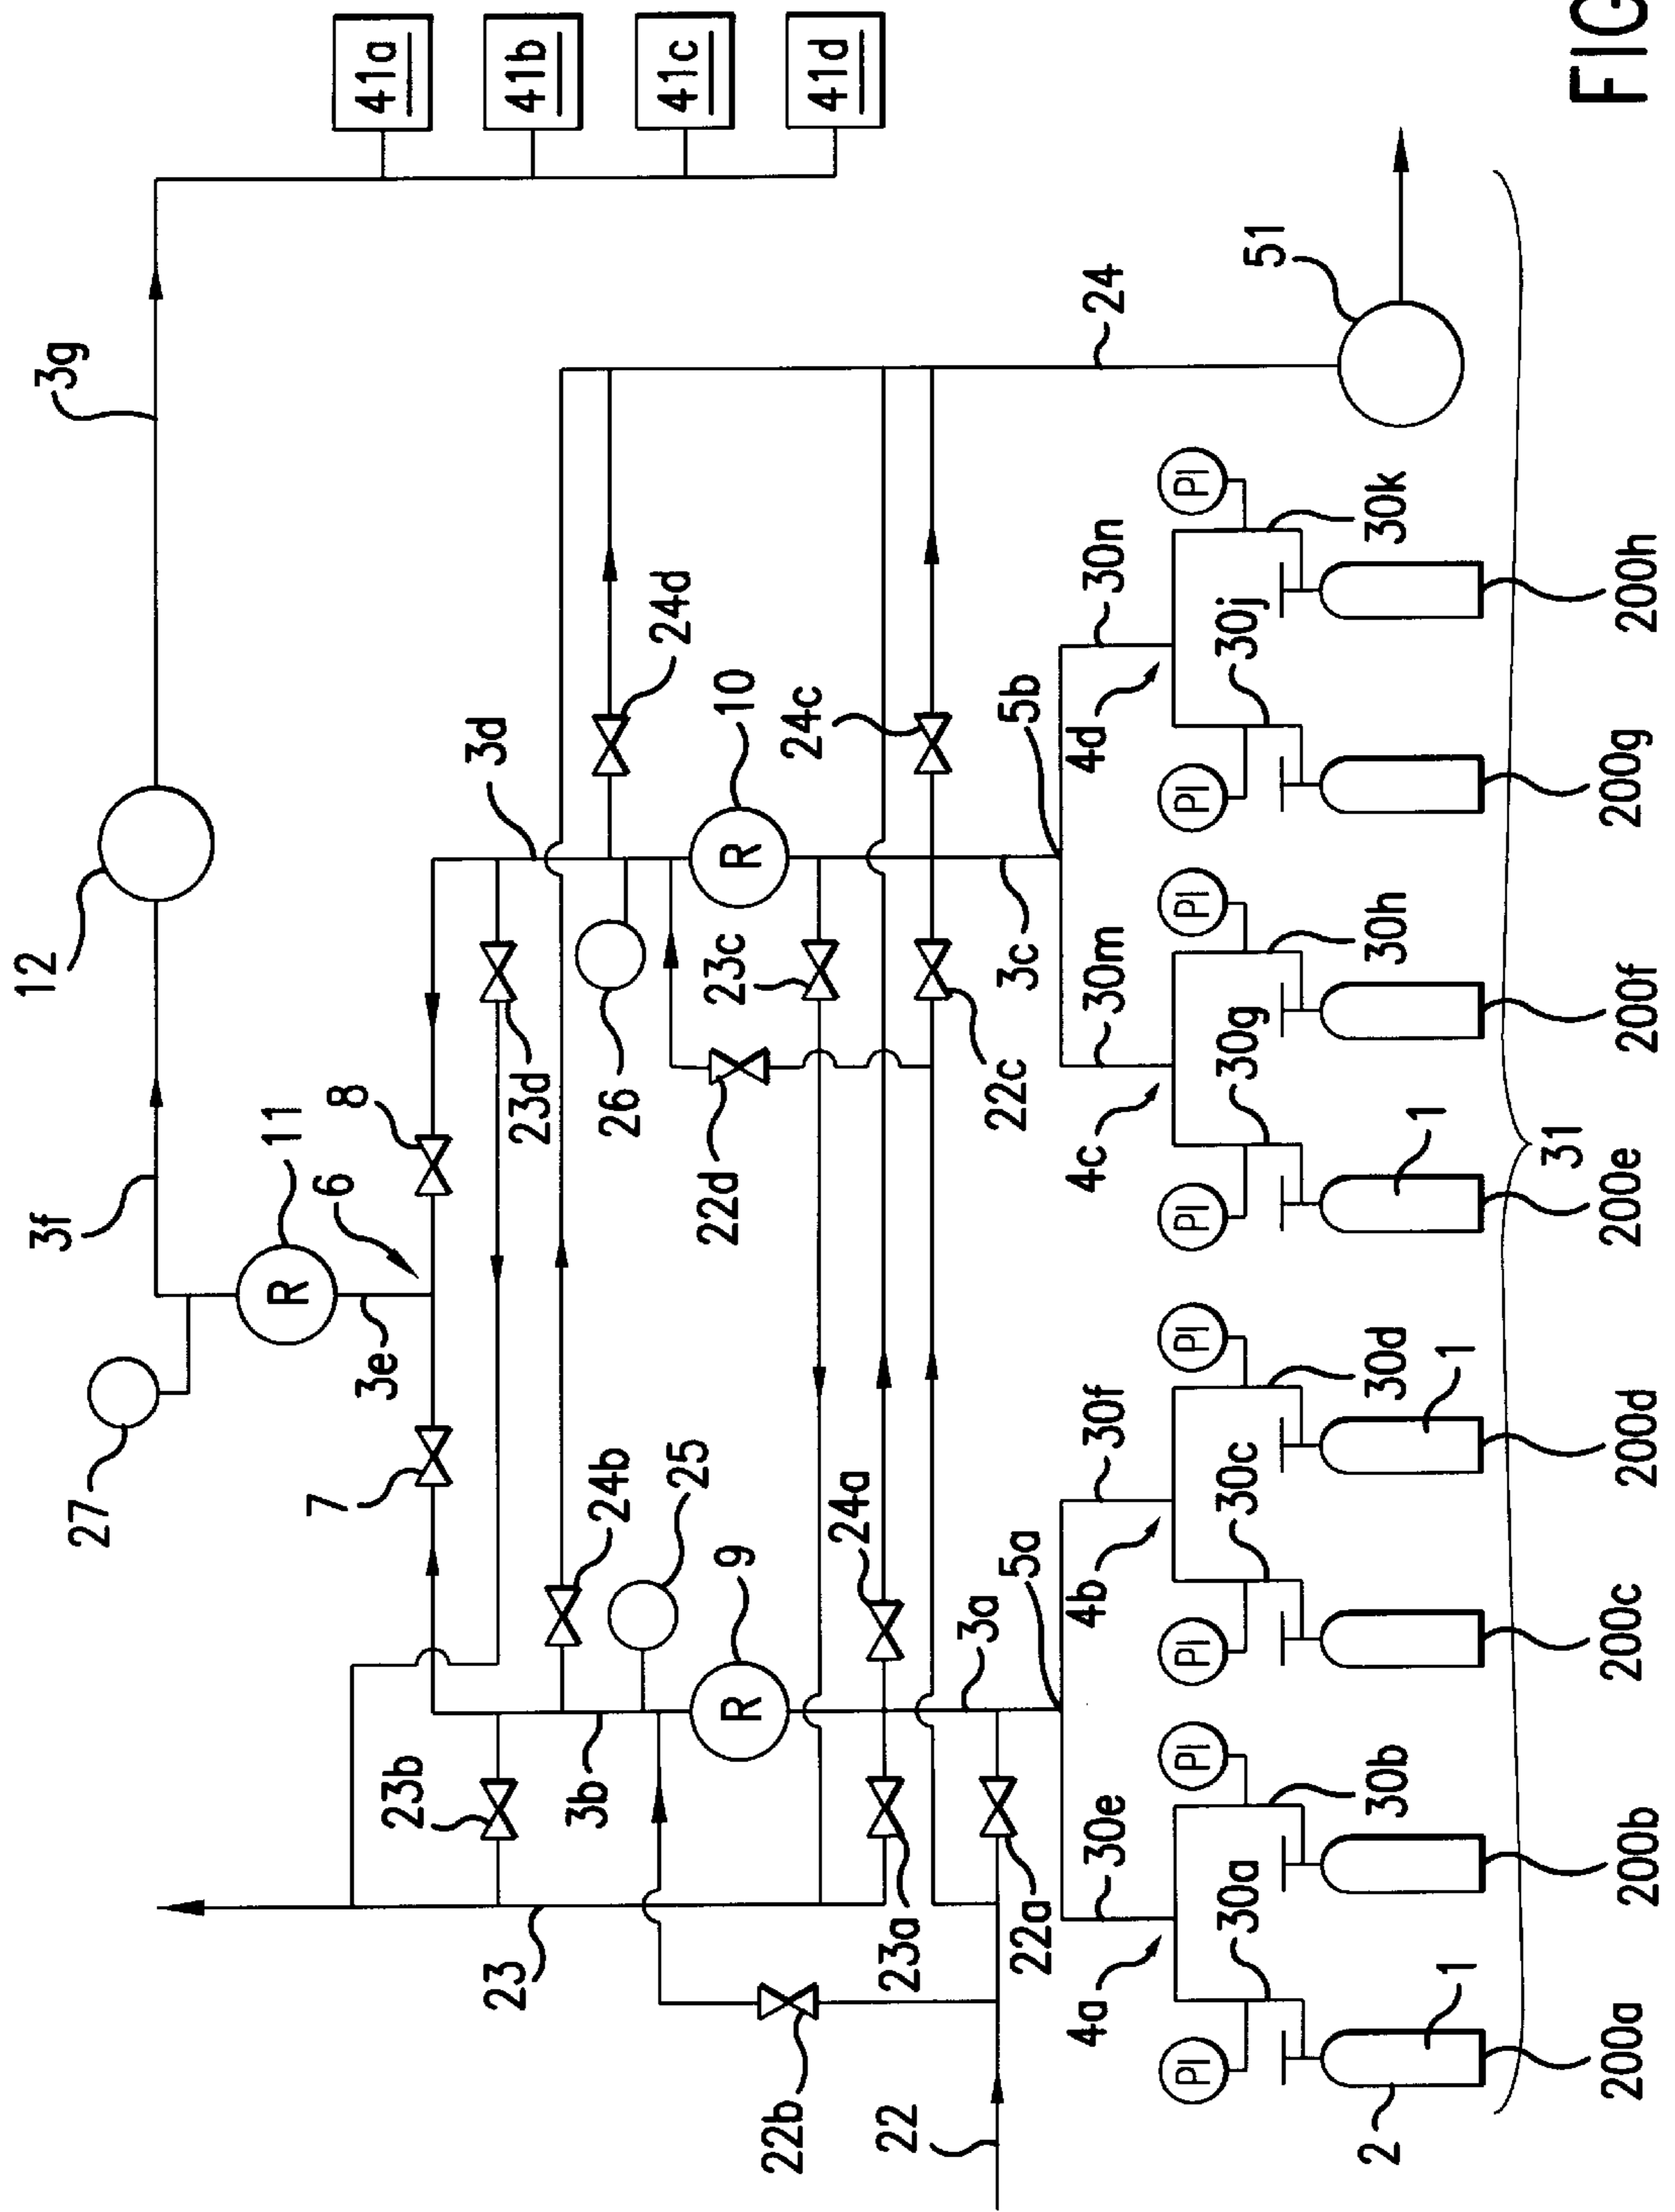 27
3f
12
3g
7
3e
11
6
8
R
41a
23b
23d
3d
41b
23
3b
24b
25
26
24d
22b
9
22d
23c
10
R
R
41c
23a
24a
24c
41d
22
22a
3a
22c
3c
24
5a
5b
4a
30e
4b
30f
4c
30m
4d
30n
51
PI
PI
PI
PI
PI
PI
PI
PI
30a
30c
30g
30j
2
1
30b
1
30d
1
30h
30k
31
200a
200b
200c
200d
200e
200f
200g
200h
FIG